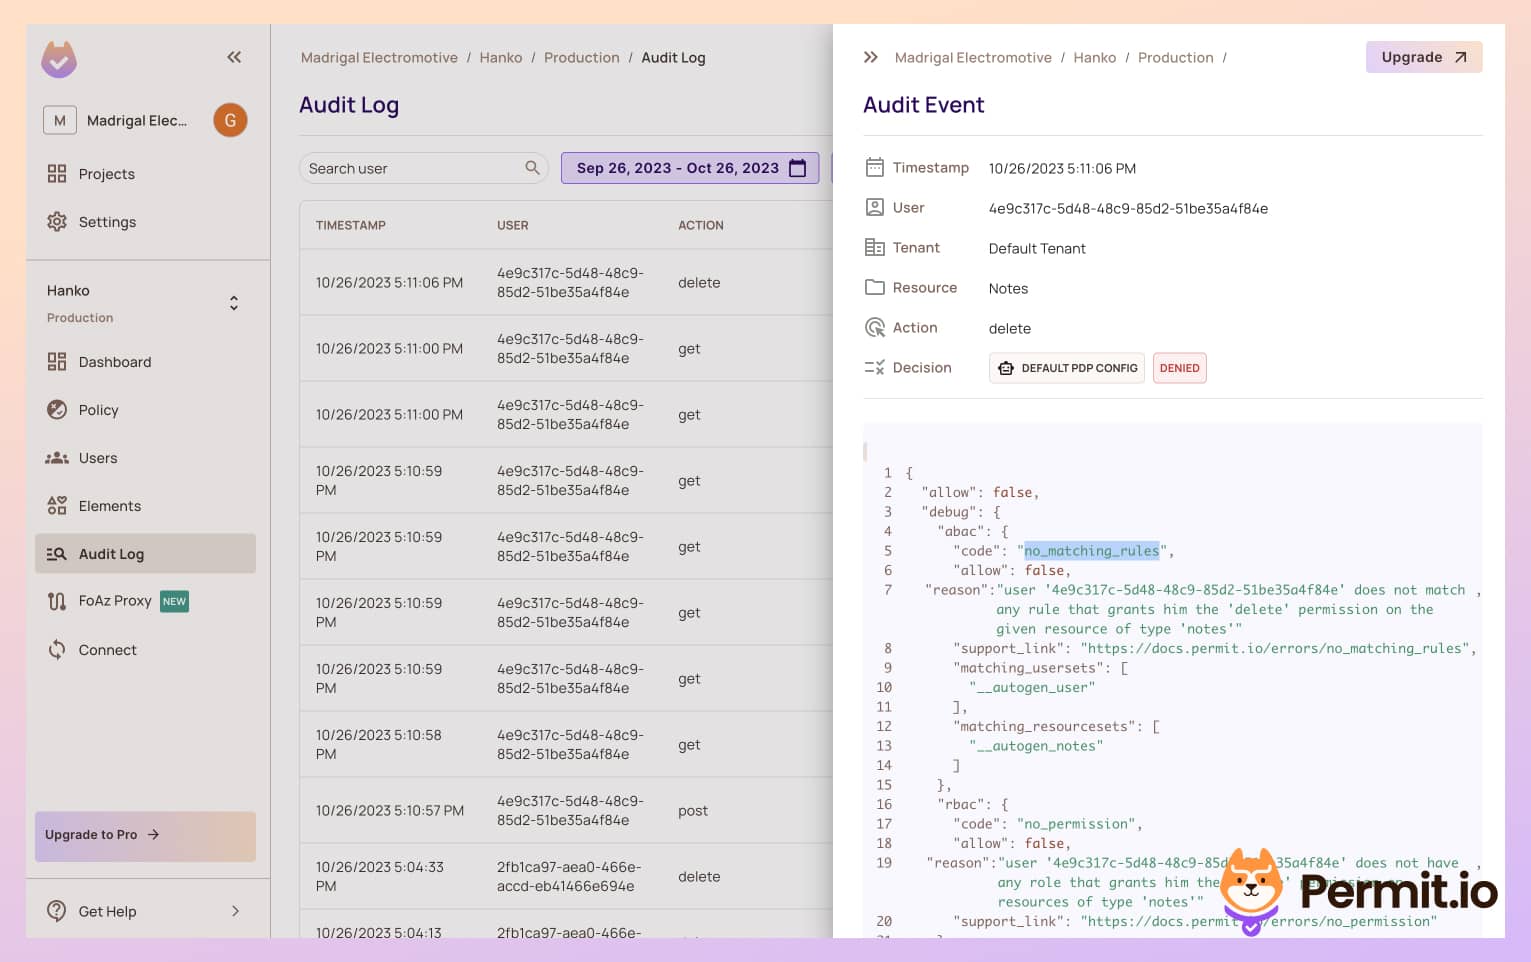 M
Madrigal Elec...
G
Projects
Settings
Hanko
Production
Dashboard
Policy
Users
Elements
Audit Log
FoAz Proxy NEW
Connect
Upgrade to Pro
Get Help
Madrigal Electromotive / Hanko / Production / Audit Log
Audit Log
Search user
Sep 26, 2023 - Oct 26, 2023
TIMESTAMP USER ACTION
10/26/2023 5:11:06 PM 4e9c317c-5d48-48c9- delete
85d2-51be35a4f84e
10/26/2023 5:11:00 PM 4e9c317c-5d48-48c9- get
85d2-51be35a4f84e
10/26/2023 5:11:00 PM 4e9c317c-5d48-48c9- get
85d2-51be35a4f84e
10/26/2023 5:10:59 4e9c317c-5d48-48c9- get
PM 85d2-51be35a4f84e
10/26/2023 5:10:59 4e9c317c-5d48-48c9- get
PM 85d2-51be35a4f84e
10/26/2023 5:10:59 4e9c317c-5d48-48c9- get
PM 85d2-51be35a4f84e
10/26/2023 5:10:59 4e9c317c-5d48-48c9- get
PM 85d2-51be35a4f84e
10/26/2023 5:10:58 4e9c317c-5d48-48c9- get
PM 85d2-51be35a4f84e
10/26/2023 5:10:57 PM 4e9c317c-5d48-48c9- post
85d2-51be35a4f84e
10/26/2023 5:04:33 2fb1ca97-aea0-466e- delete
PM accd-eb41466e694e
10/26/2023 5:04:13 2fb1ca97-aea0-466e-
Madrigal Electromotive / Hanko / Production /
Upgrade
Audit Event
Timestamp 10/26/2023 5:11:06 PM
User 4e9c317c-5d48-48c9-85d2-51be35a4f84e
Tenant Default Tenant
Resource Notes
Action delete
Decision DEFAULT PDP CONFIG DENIED
1 {
2 "allow": false,
3 "debug": {
4 "abac": {
5 "code": "no_matching_rules",
6 "allow": false,
7 "reason":"user '4e9c317c-5d48-48c9-85d2-51be35a4f84e' does not match ,
any rule that grants him the 'delete' permission on the
given resource of type 'notes'"
8 "support_link": "https://docs.permit.io/errors/no_matching_rules",
9 "matching_usersets": [
10 "__autogen_user"
11 ],
12 "matching_resourcesets": [
13 "__autogen_notes"
14 ]
15 },
16 "rbac": {
17 "code": "no_permission",
18 "allow": false,
19 "reason":"user '4e9c317c-5d48-48c9-85d 35a4f84e' does not have ,
any role that grants him the
resources of type 'notes'"
20 "support_link": "https://docs.permit /errors/no_permission"
Permit.io